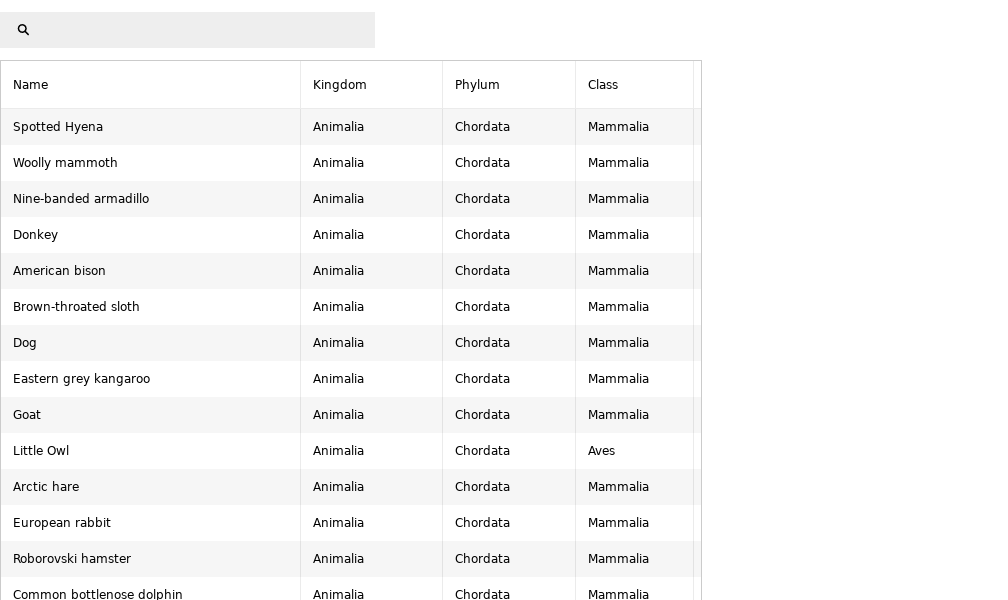 Name Kingdom Phylum Class
Spotted Hyena Animalia Chordata Mammalia
Woolly mammoth Animalia Chordata Mammalia
Nine-banded armadillo Animalia Chordata Mammalia
Donkey Animalia Chordata Mammalia
American bison Animalia Chordata Mammalia
Brown-throated sloth Animalia Chordata Mammalia
Dog Animalia Chordata Mammalia
Eastern grey kangaroo Animalia Chordata Mammalia
Goat Animalia Chordata Mammalia
Little Owl Animalia Chordata Aves
Arctic hare Animalia Chordata Mammalia
European rabbit Animalia Chordata Mammalia
Roborovski hamster Animalia Chordata Mammalia
Common bottlenose dolphin Animalia Chordata Mammalia